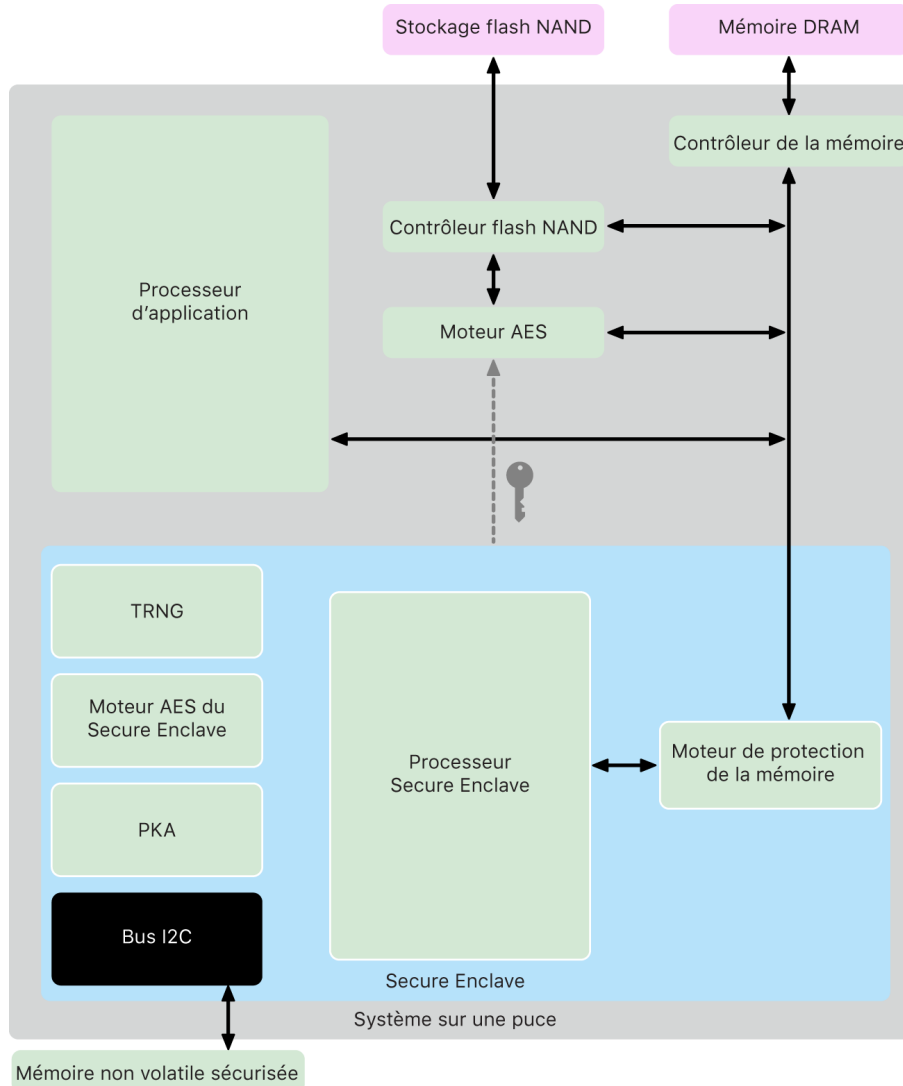 Stockage flash NAND
Mémoire DRAM
Contrôleur de la mémoire
Contrôleur flash NAND
Processeur
d’application
Moteur AES
TRNG
Moteur AES du
Secure Enclave
Processeur
Secure Enclave
Moteur de protection
de la mémoire
PKA
Bus I2C
Secure Enclave
Système sur une puce
Mémoire non volatile sécurisée